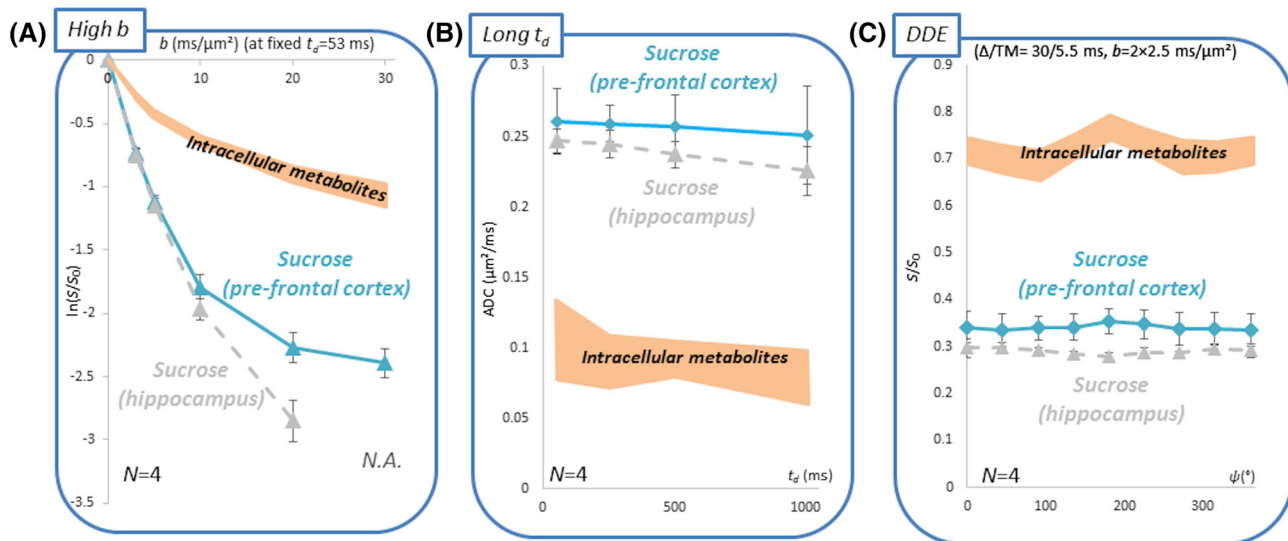 (A)
High b
b (ms/μm²) (at fixed t_d=53 ms)
0
0
10
20
30
-0.5
-1
-1.5
-2
-2.5
-3
-3.5
ln(S/S₀)
Intracellular metabolites
Sucrose
(pre-frontal cortex)
Sucrose
(hippocampus)
N=4
N.A.
(B)
Long t_d
0.3
0.25
0.2
0.15
0.1
0.05
0
ADC (μm²/ms)
Sucrose
(pre-frontal cortex)
Sucrose
(hippocampus)
Intracellular metabolites
N=4
t_d (ms)
0
500
1000
(C)
DDE
(Δ/TM= 30/5.5 ms, b=2×2.5 ms/μm²)
0.9
0.8
0.7
0.6
0.5
0.4
0.3
0.2
0.1
0
S/S₀
Intracellular metabolites
Sucrose
(pre-frontal cortex)
Sucrose
(hippocampus)
N=4
ψ(°)
0
100
200
300